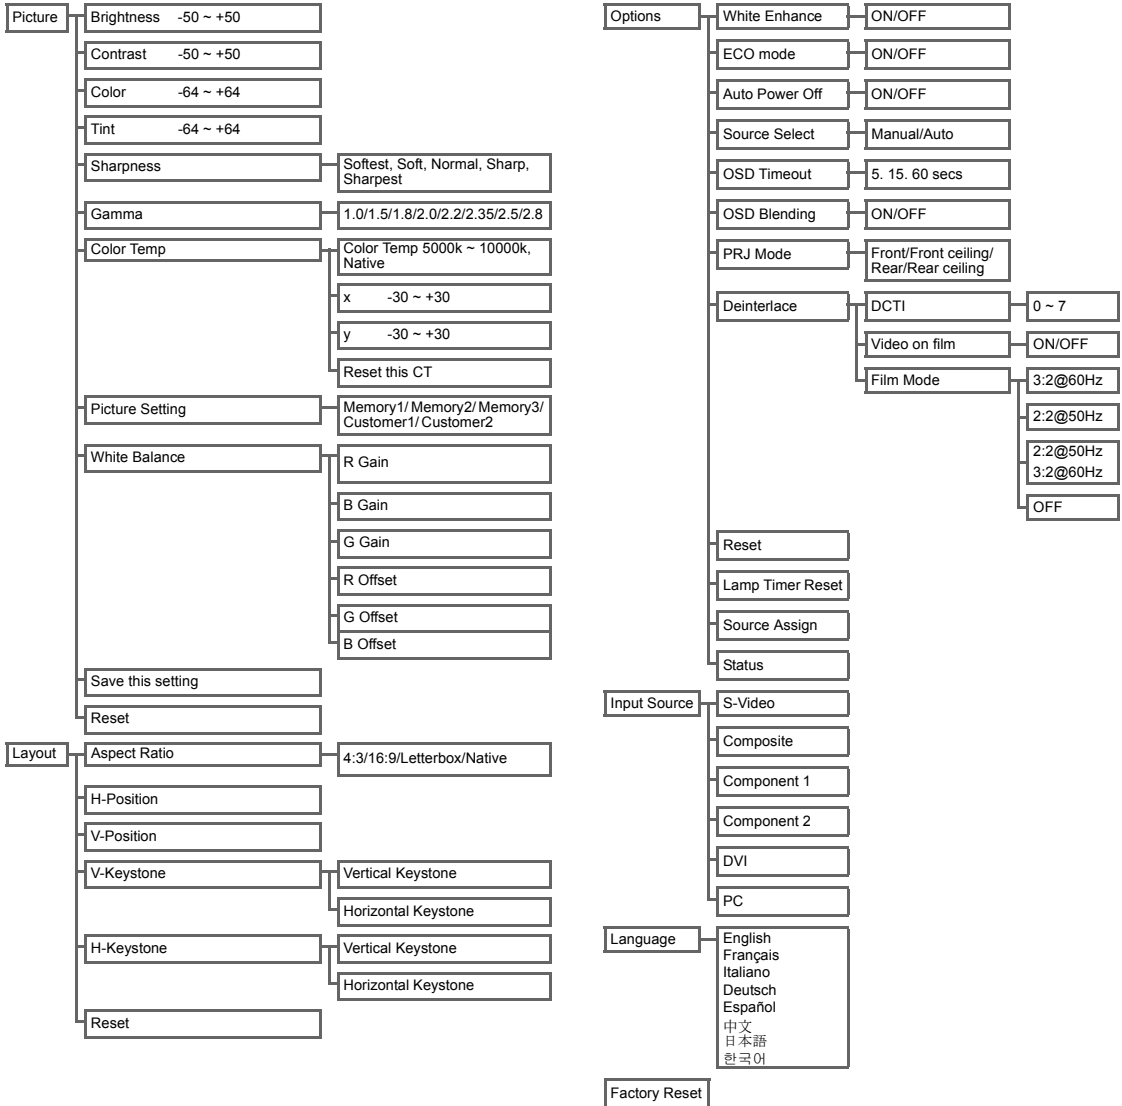 Picture
Brightness -50 ~ +50
Contrast -50 ~ +50
Color -64 ~ +64
Tint -64 ~ +64
Sharpness
Softest, Soft, Normal, Sharp,
Sharpest
Gamma
1.0/1.5/1.8/2.0/2.2/2.35/2.5/2.8
Color Temp
Color Temp 5000k ~ 10000k,
Native
x -30 ~ +30
y -30 ~ +30
Reset this CT
Picture Setting
Memory1/ Memory2/ Memory3/
Customer1/ Customer2
White Balance
R Gain
B Gain
G Gain
R Offset
G Offset
B Offset
Save this setting
Reset
Layout
Aspect Ratio
4:3/16:9/Letterbox/Native
H-Position
V-Position
V-Keystone
Vertical Keystone
Horizontal Keystone
H-Keystone
Vertical Keystone
Horizontal Keystone
Reset
Options
White Enhance
ON/OFF
ECO mode
ON/OFF
Auto Power Off
ON/OFF
Source Select
Manual/Auto
OSD Timeout
5. 15. 60 secs
OSD Blending
ON/OFF
PRJ Mode
Front/Front ceiling/
Rear/Rear ceiling
Deinterlace
DCTI
0 ~ 7
Video on film
ON/OFF
Film Mode
3:2@60Hz
2:2@50Hz
2:2@50Hz
3:2@60Hz
OFF
Reset
Lamp Timer Reset
Source Assign
Status
Input Source
S-Video
Composite
Component 1
Component 2
DVI
PC
Language
English
Français
Italiano
Deutsch
Español
中文
日本語
한국어
Factory Reset